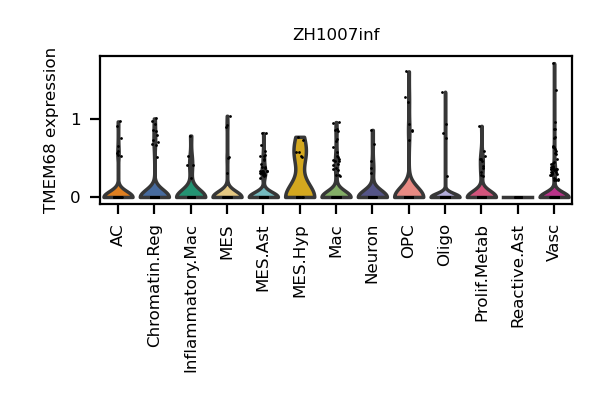 ZH1007inf
TMEM68 expression
1
0
AC
Chromatin.Reg
Inflammatory.Mac
MES
MES.Ast
MES.Hyp
Mac
Neuron
OPC
Oligo
Prolif.Metab
Reactive.Ast
Vasc